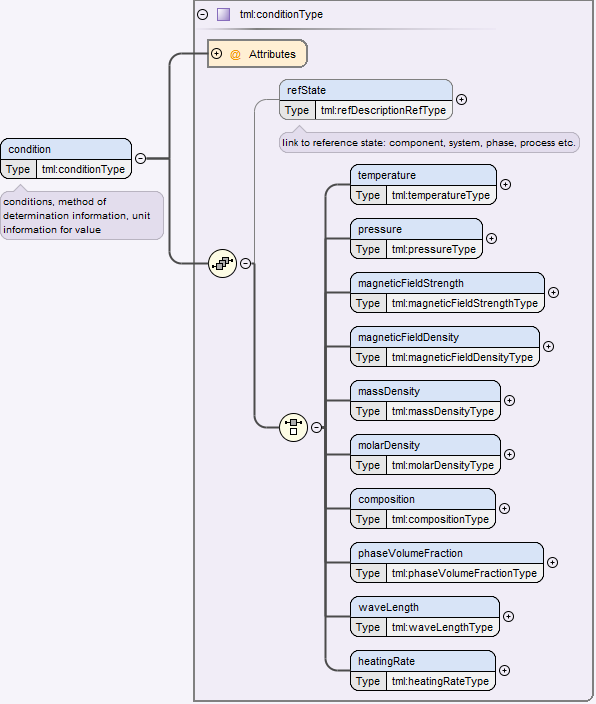 tml:conditionType
@ Attributes
refState
Type tml:refDescriptionRefType
link to reference state: component, system, phase, process etc.
condition
Type tml:conditionType
conditions, method of
determination information, unit
information for value
temperature
Type tml:temperatureType
pressure
Type tml:pressureType
magneticFieldStrength
Type tml:magneticFieldStrengthType
magneticFieldDensity
Type tml:magneticFieldDensityType
massDensity
Type tml:massDensityType
molarDensity
Type tml:molarDensityType
composition
Type tml:compositionType
phaseVolumeFraction
Type tml:phaseVolumeFractionType
waveLength
Type tml:waveLengthType
heatingRate
Type tml:heatingRateType